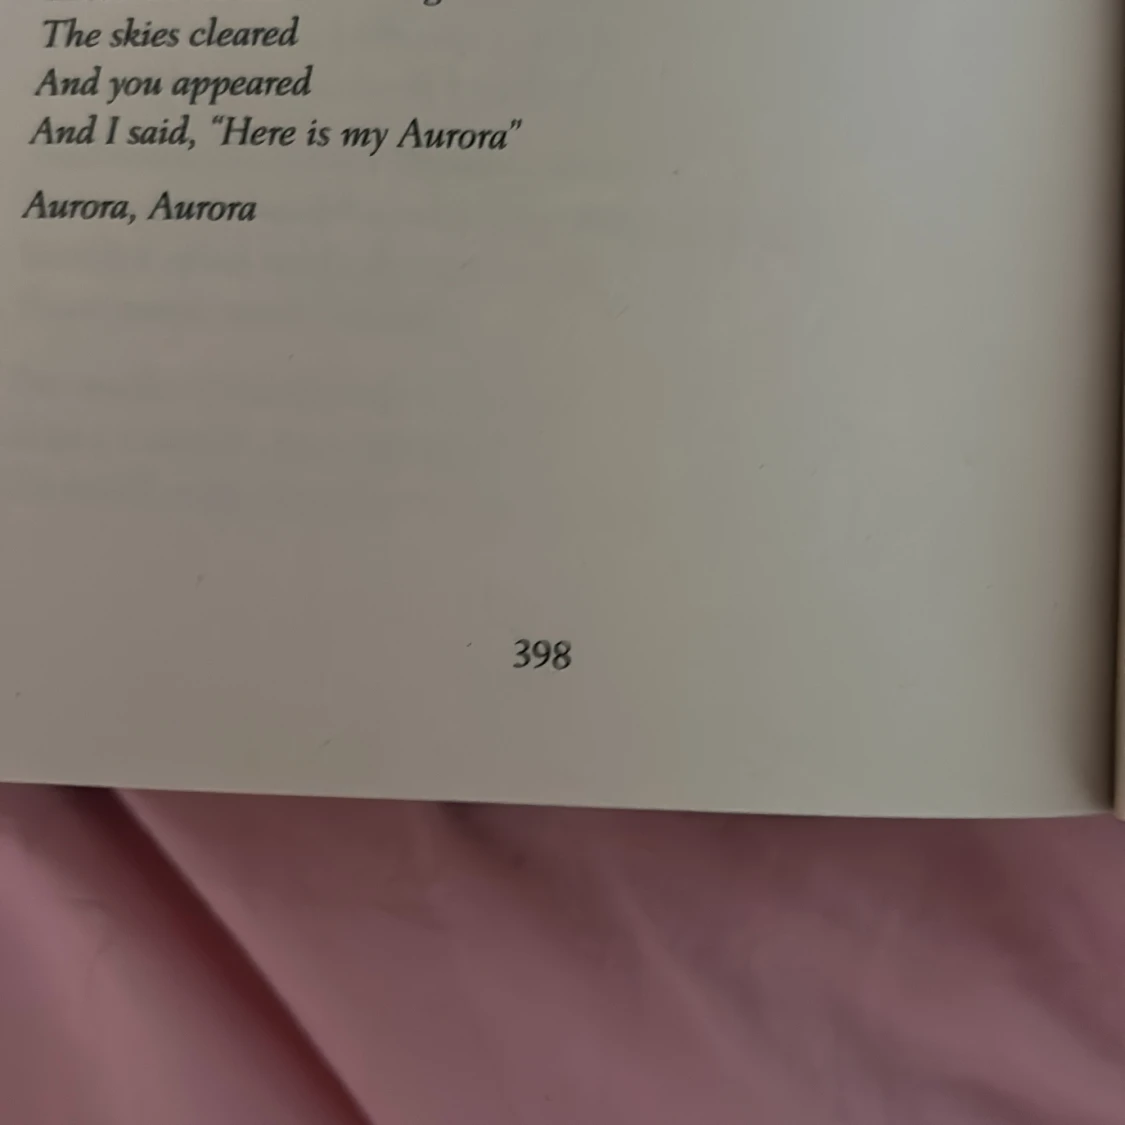 The skies cleared
And you appeared
And I said, “Here is my Aurora”
Aurora, Aurora
398